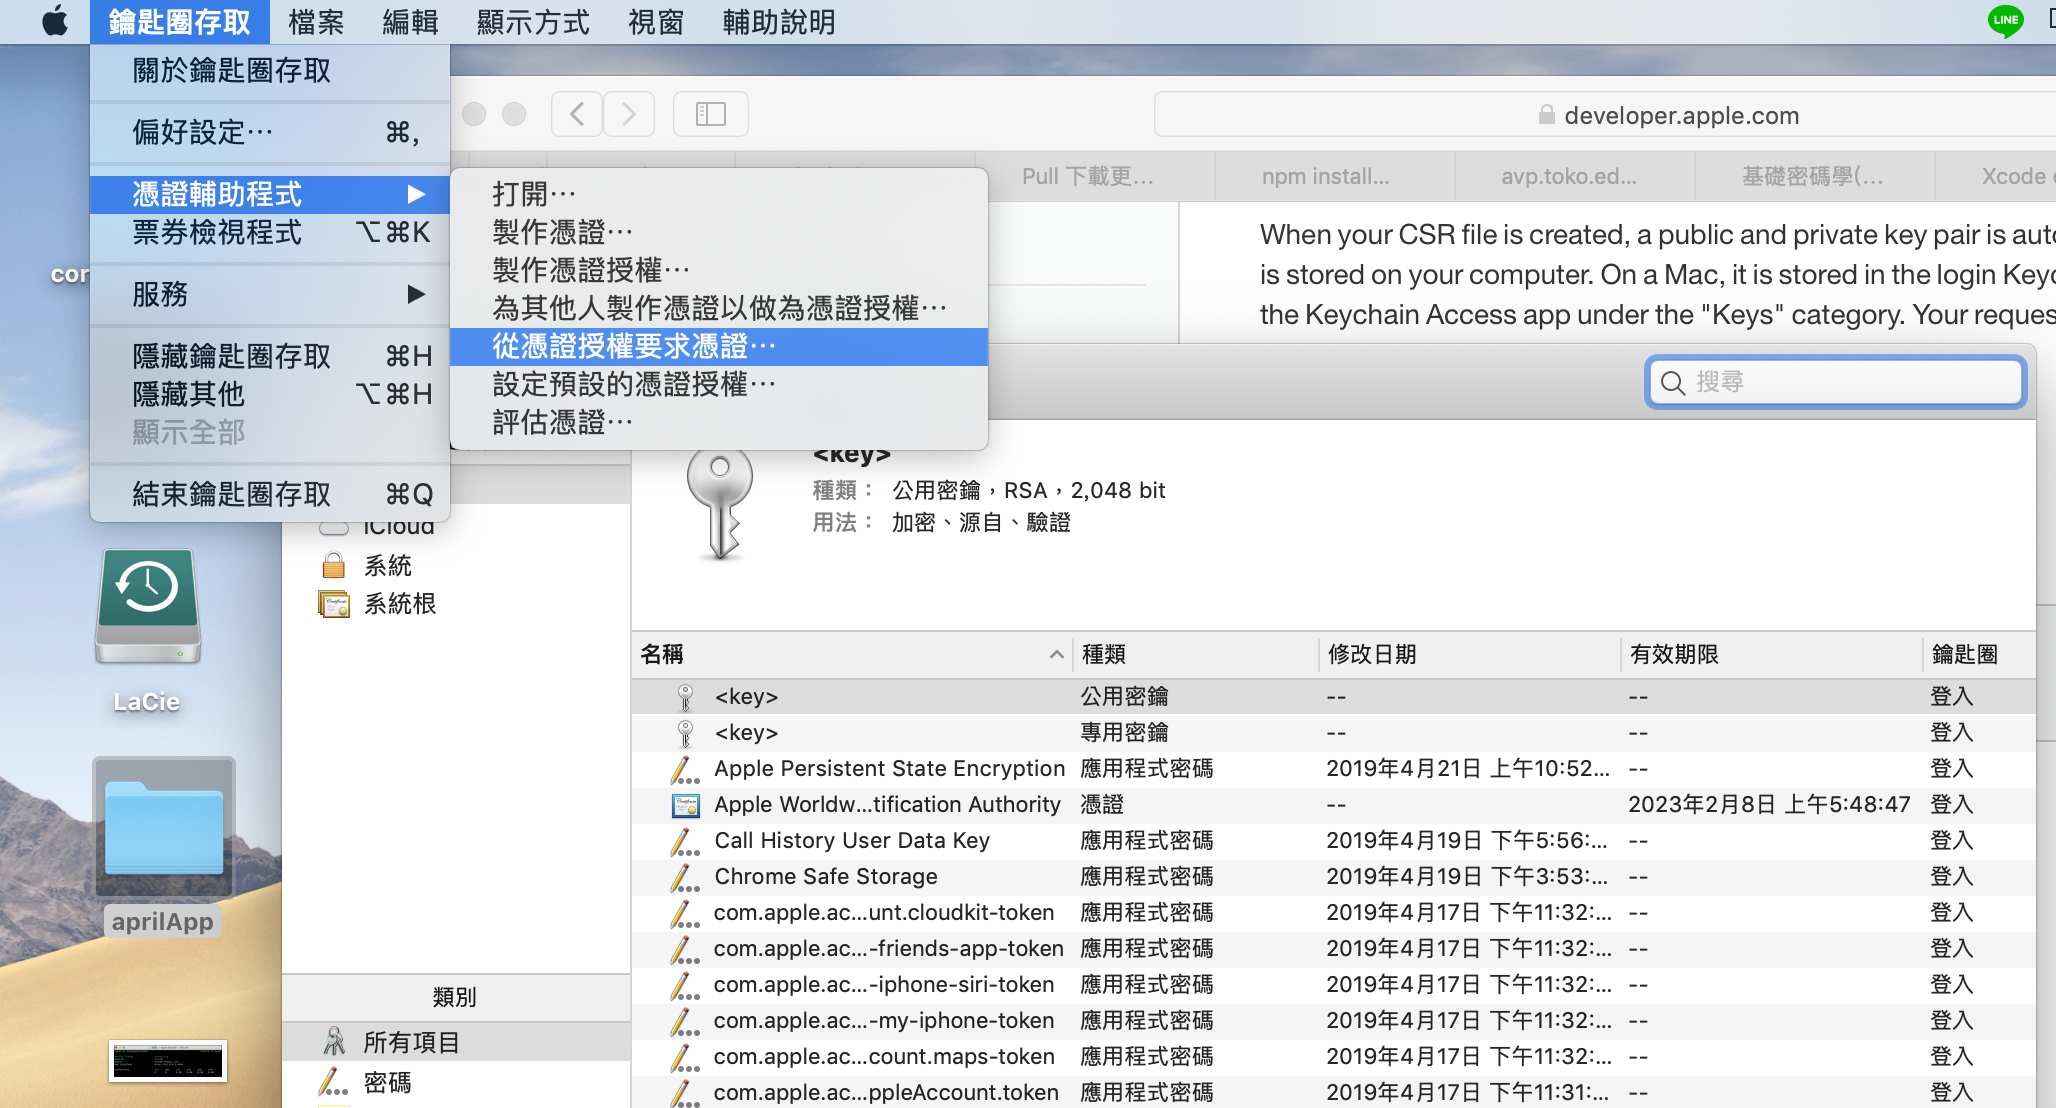 鑰匙圈存取 檔案 編輯 顯示方式 視窗 輔助說明
LINE
關於鑰匙圈存取
偏好設定… ⌘,
憑證輔助程式 ▶
票券檢視程式 ⌥⌘K
服務 ▶
隱藏鑰匙圈存取 ⌘H
隱藏其他 ⌥⌘H
顯示全部
結束鑰匙圈存取 ⌘Q
打開…
製作憑證…
製作憑證授權…
為其他人製作憑證以做為憑證授權…
從憑證授權要求憑證…
設定預設的憑證授權…
評估憑證…
developer.apple.com
Pull 下載更… npm install... avp.toko.ed... 基礎密碼學(… Xcode
When your CSR file is created, a public and private key pair is
is stored on your computer. On a Mac, it is stored in the login
the Keychain Access app under the "Keys" category. Your
搜尋
<key>
種類： 公用密鑰，RSA，2,048 bit
用法： 加密、源自、驗證
iCloud
系統
系統根
LaCie
aprilApp
類別
所有項目
密碼
名稱 種類 修改日期 有效期限 鑰匙圈
<key> 公用密鑰 -- -- 登入
<key> 專用密鑰 -- -- 登入
Apple Persistent State Encryption 應用程式密碼 2019年4月21日 上午10:52... -- 登入
Apple Worldw...tification Authority 憑證 -- 2023年2月8日 上午5:48:47 登入
Call History User Data Key 應用程式密碼 2019年4月19日 下午5:56:... -- 登入
Chrome Safe Storage 應用程式密碼 2019年4月19日 下午3:53:... -- 登入
com.apple.ac...unt.cloudkit-token 應用程式密碼 2019年4月17日 下午11:32:... -- 登入
com.apple.ac...-friends-app-token 應用程式密碼 2019年4月17日 下午11:32:... -- 登入
com.apple.ac...-iphone-siri-token 應用程式密碼 2019年4月17日 下午11:32:... -- 登入
com.apple.ac...-my-iphone-token 應用程式密碼 2019年4月17日 下午11:32:... -- 登入
com.apple.ac...count.maps-token 應用程式密碼 2019年4月17日 下午11:32:... -- 登入
com.apple.ac...ppleAccount.token 應用程式密碼 2019年4月17日 下午11:31:... -- 登入